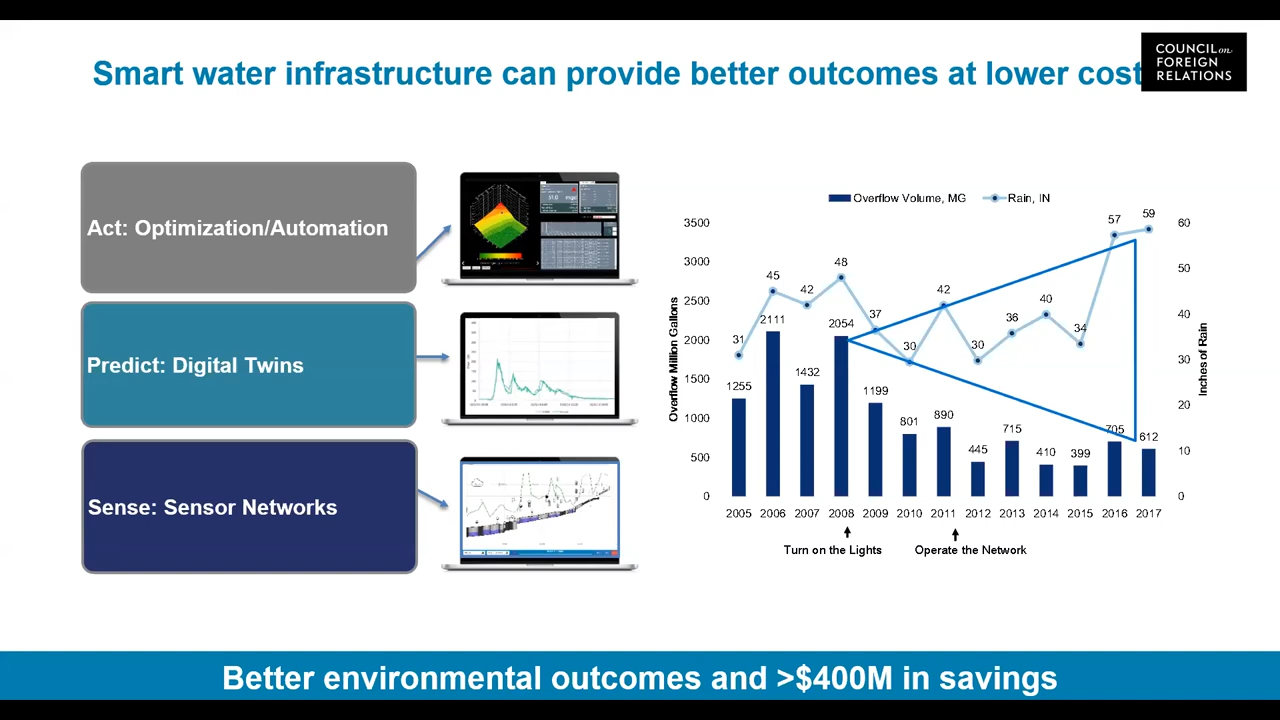 Smart water infrastructure can provide better outcomes at lower cost
COUNCIL on
FOREIGN
RELATIONS
Act: Optimization/Automation
Predict: Digital Twins
Sense: Sensor Networks
Overflow Volume, MG
Rain, IN
Overflow Million Gallons
3500
3000
2500
2000
1500
1000
500
0
60
50
40
30
20
10
0
Inches of Rain
31
45
42
48
37
30
42
30
36
40
34
57
59
1255
2111
1432
2054
1199
801
890
445
715
410
399
705
612
2005 2006 2007 2008 2009 2010 2011 2012 2013 2014 2015 2016 2017
Turn on the Lights
Operate the Network
Better environmental outcomes and >$400M in savings